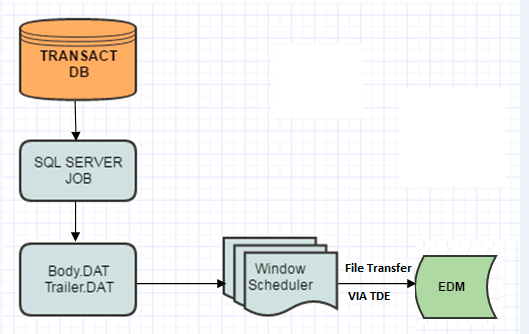 TRANSACT
DB
SQL SERVER
JOB
Body.DAT
Trailer.DAT
Window
Scheduler
File Transfer
VIA TDE
EDM